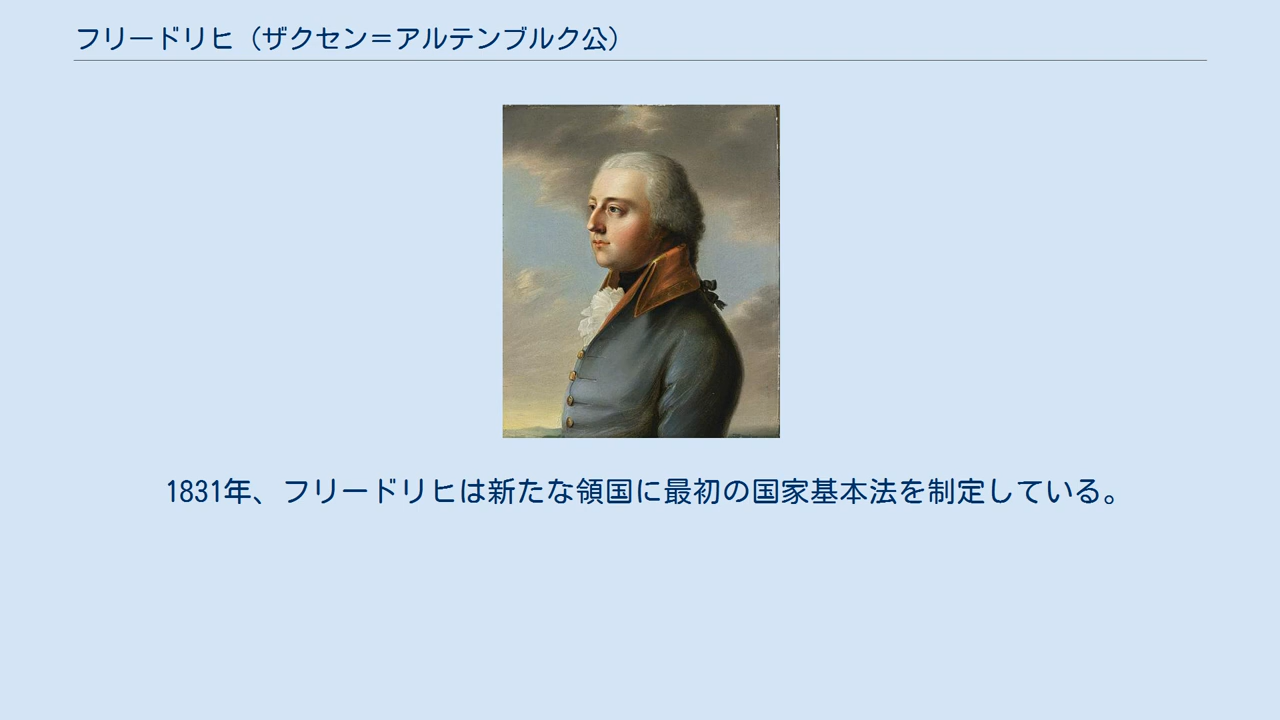 フリードリヒ（ザクセン＝アルテンブルク公）
1831年、フリードリヒは新たな領国に最初の国家基本法を制定している。